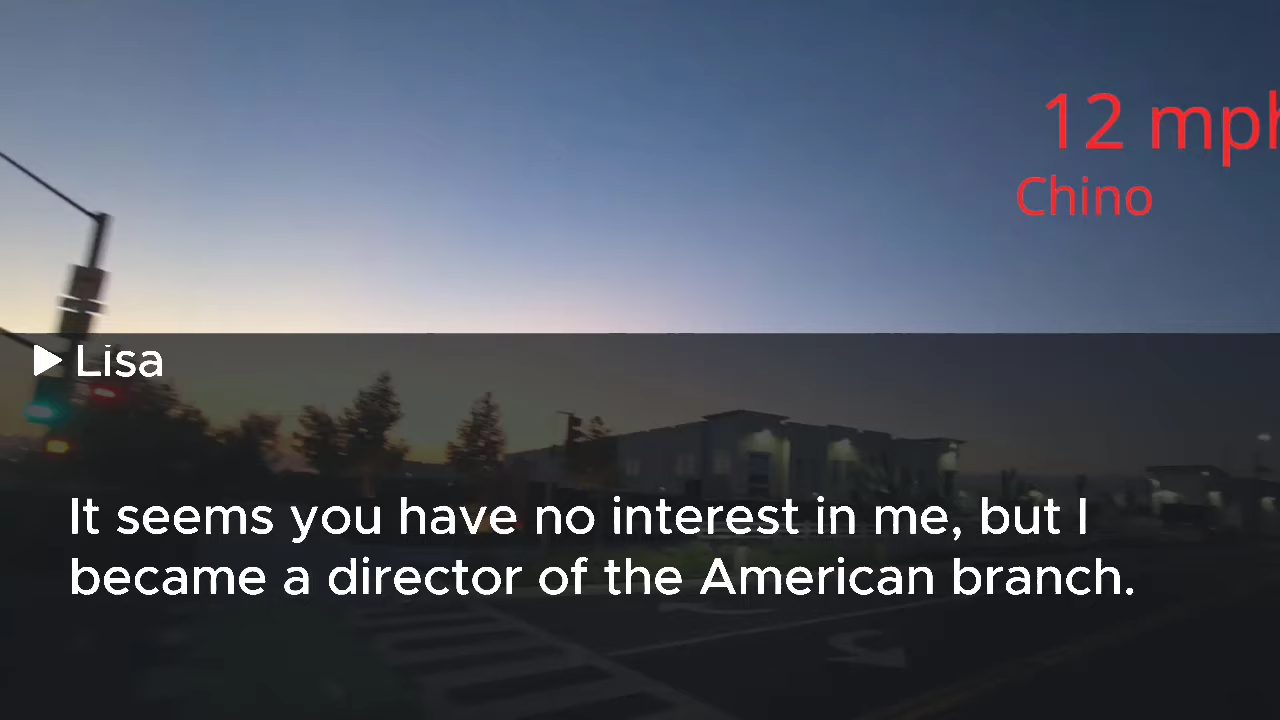 12 mph
Chino
Lisa
It seems you have no interest in me, but I
became a director of the American branch.